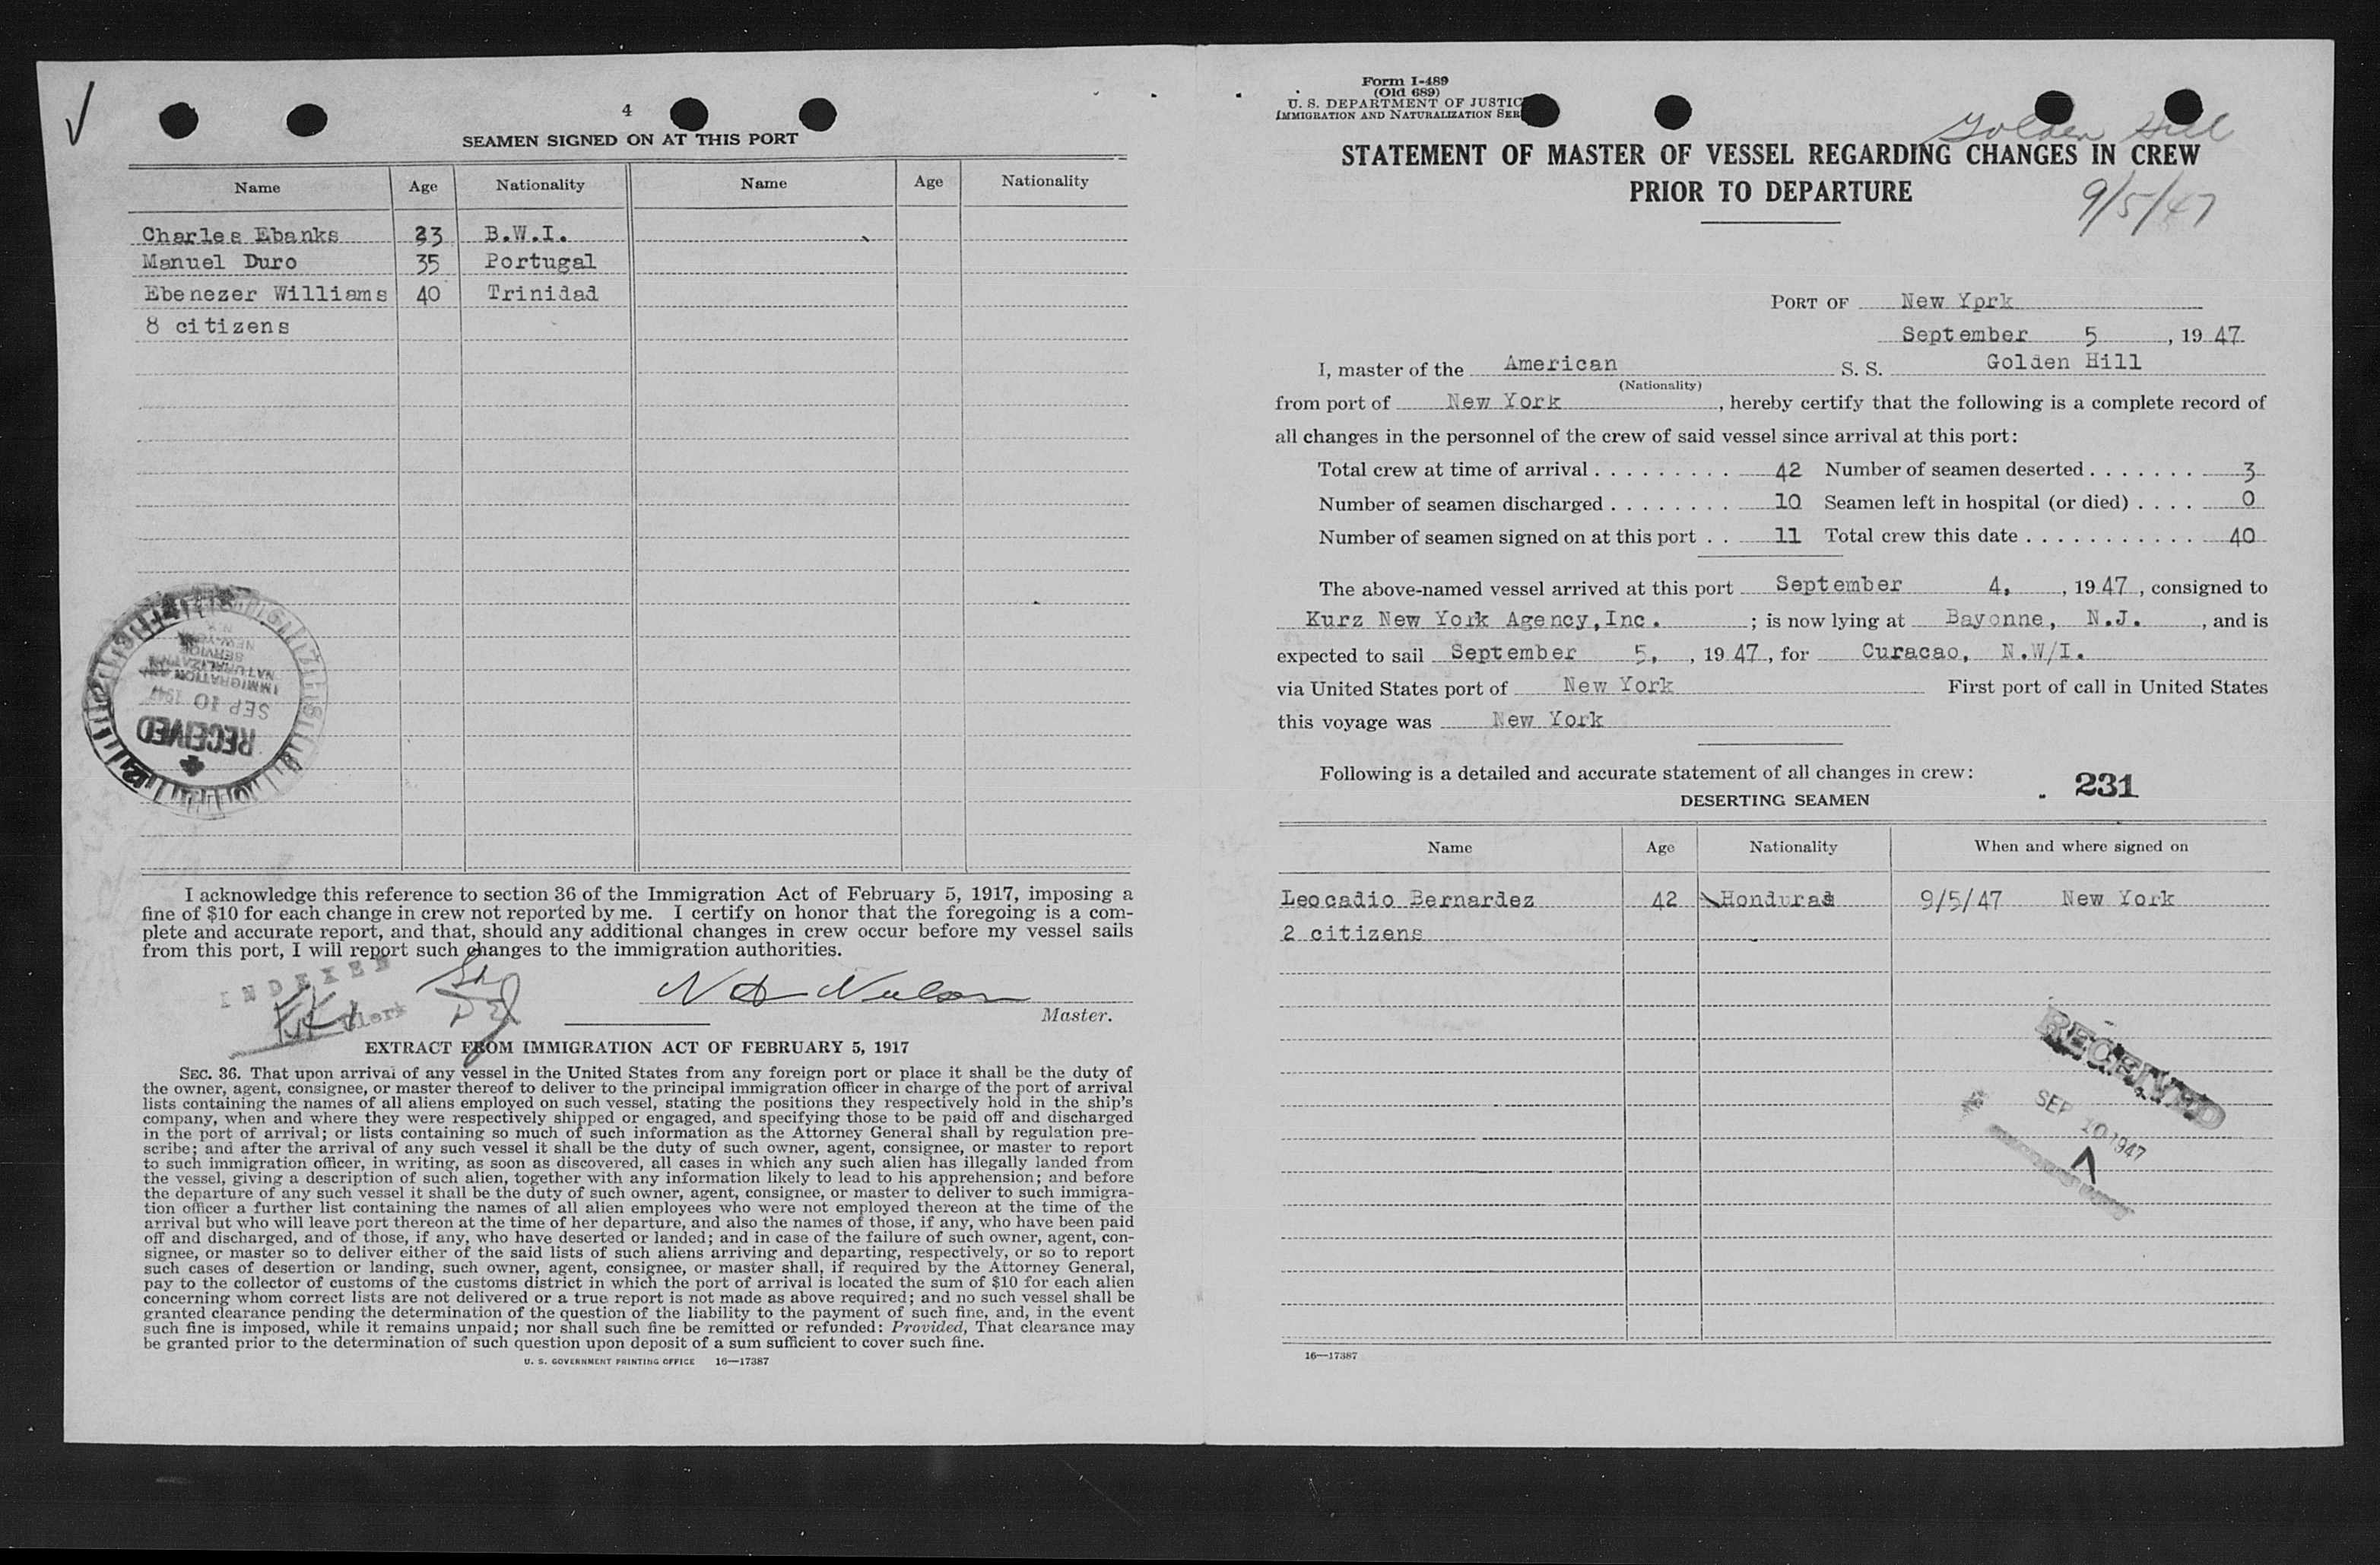 4
SEAMEN SIGNED ON AT THIS PORT
Name Age Nationality Name Age Nationality
Charles Ebanks 23 B.W.I.
Manuel Duro 35 Portugal
Ebenezer Williams 40 Trinidad
8 citizens
IMMIGRATION AND
NATURALIZATION
SERVICE
NEW YORK
N.Y.
SEP 10 1947
RECEIVED
I acknowledge this reference to section 36 of the Immigration Act of February 5, 1917, imposing a
fine of $10 for each change in crew not reported by me. I certify on honor that the foregoing is a com-
plete and accurate report, and that, should any additional changes in crew occur before my vessel sails
from this port, I will report such changes to the immigration authorities.
INDEXED
Clerk
Master.
EXTRACT FROM IMMIGRATION ACT OF FEBRUARY 5, 1917
SEC. 36. That upon arrival of any vessel in the United States from any foreign port or place it shall be the duty of
the owner, agent, consignee, or master thereof to deliver to the principal immigration officer in charge of the port of arrival
lists containing the names of all aliens employed on such vessel, stating the positions they respectively hold in the ship's
company, when and where they were respectively shipped or engaged, and specifying those to be paid off and discharged
in the port of arrival; or lists containing so much of such information as the Attorney General shall by regulation pre-
scribe; and after the arrival of any such vessel it shall be the duty of such owner, agent, consignee, or master to report
to such immigration officer, in writing, as soon as discovered, all cases in which any such alien has illegally landed from
the vessel, giving a description of such alien, together with any information likely to lead to his apprehension; and before
the departure of any such vessel it shall be the duty of such owner, agent, consignee, or master to deliver to such immigra-
tion officer a further list containing the names of all alien employees who were not employed thereon at the time of the
arrival but who will leave port thereon at the time of her departure, and also the names of those, if any, who have been paid
off and discharged, and of those, if any, who have deserted or landed; and in case of the failure of such owner, agent, con-
signee, or master so to deliver either of the said lists of such aliens arriving and departing, respectively, or so to report
such cases of desertion or landing, such owner, agent, consignee, or master shall, if required by the Attorney General,
pay to the collector of customs of the customs district in which the port of arrival is located the sum of $10 for each alien
concerning whom correct lists are not delivered or a true report is not made as above required; and no such vessel shall be
granted clearance pending the determination of the question of the liability to the payment of such fine, and, in the event
such fine is imposed, while it remains unpaid; nor shall such fine be remitted or refunded: Provided, That clearance may
be granted prior to the determination of such question upon deposit of a sum sufficient to cover such fine.
U. S. GOVERNMENT PRINTING OFFICE 16—17387
Form I-489
(Old 689)
U. S. DEPARTMENT OF JUSTIC
IMMIGRATION AND NATURALIZATION SER
Golden Hill
STATEMENT OF MASTER OF VESSEL REGARDING CHANGES IN CREW
PRIOR TO DEPARTURE
9/5/47
PORT OF New Yprk
September 5, 1947
I, master of the American S. S. Golden Hill
(Nationality)
from port of New York, hereby certify that the following is a complete record of
all changes in the personnel of the crew of said vessel since arrival at this port:
Total crew at time of arrival . . . . . . . . . 42 Number of seamen deserted . . . . . . . 3
Number of seamen discharged . . . . . . . . 10 Seamen left in hospital (or died) . . . . 0
Number of seamen signed on at this port . . 11 Total crew this date . . . . . . . . . . . 40
The above-named vessel arrived at this port September 4, , 1947, consigned to
Kurz New York Agency,Inc. ; is now lying at Bayonne, N.J. , and is
expected to sail September 5, , 1947, for Curacao, N.W/I.
via United States port of New York First port of call in United States
this voyage was New York
Following is a detailed and accurate statement of all changes in crew:
231
DESERTING SEAMEN
Name Age Nationality When and where signed on
Leocadio Bernardez 42 Honduras 9/5/47 New York
2 citizens
RECEIVED
SEP 10 1947
A
16—17387